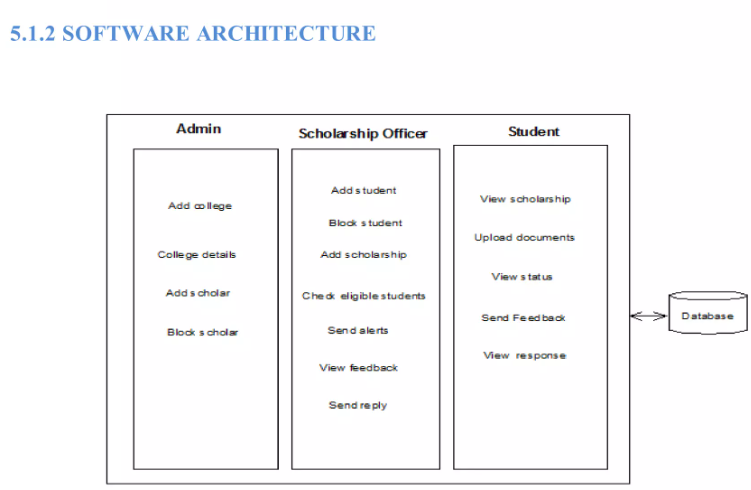 5.1.2 SOFTWARE ARCHITECTURE
Admin
Add college
College details
Add scholar
Block scholar
Scholarship Officer
Add student
Block student
Add scholarship
Check eligible students
Send alerts
View feedback
Send reply
Student
View scholarship
Upload documents
View status
Send Feedback
View response
Database